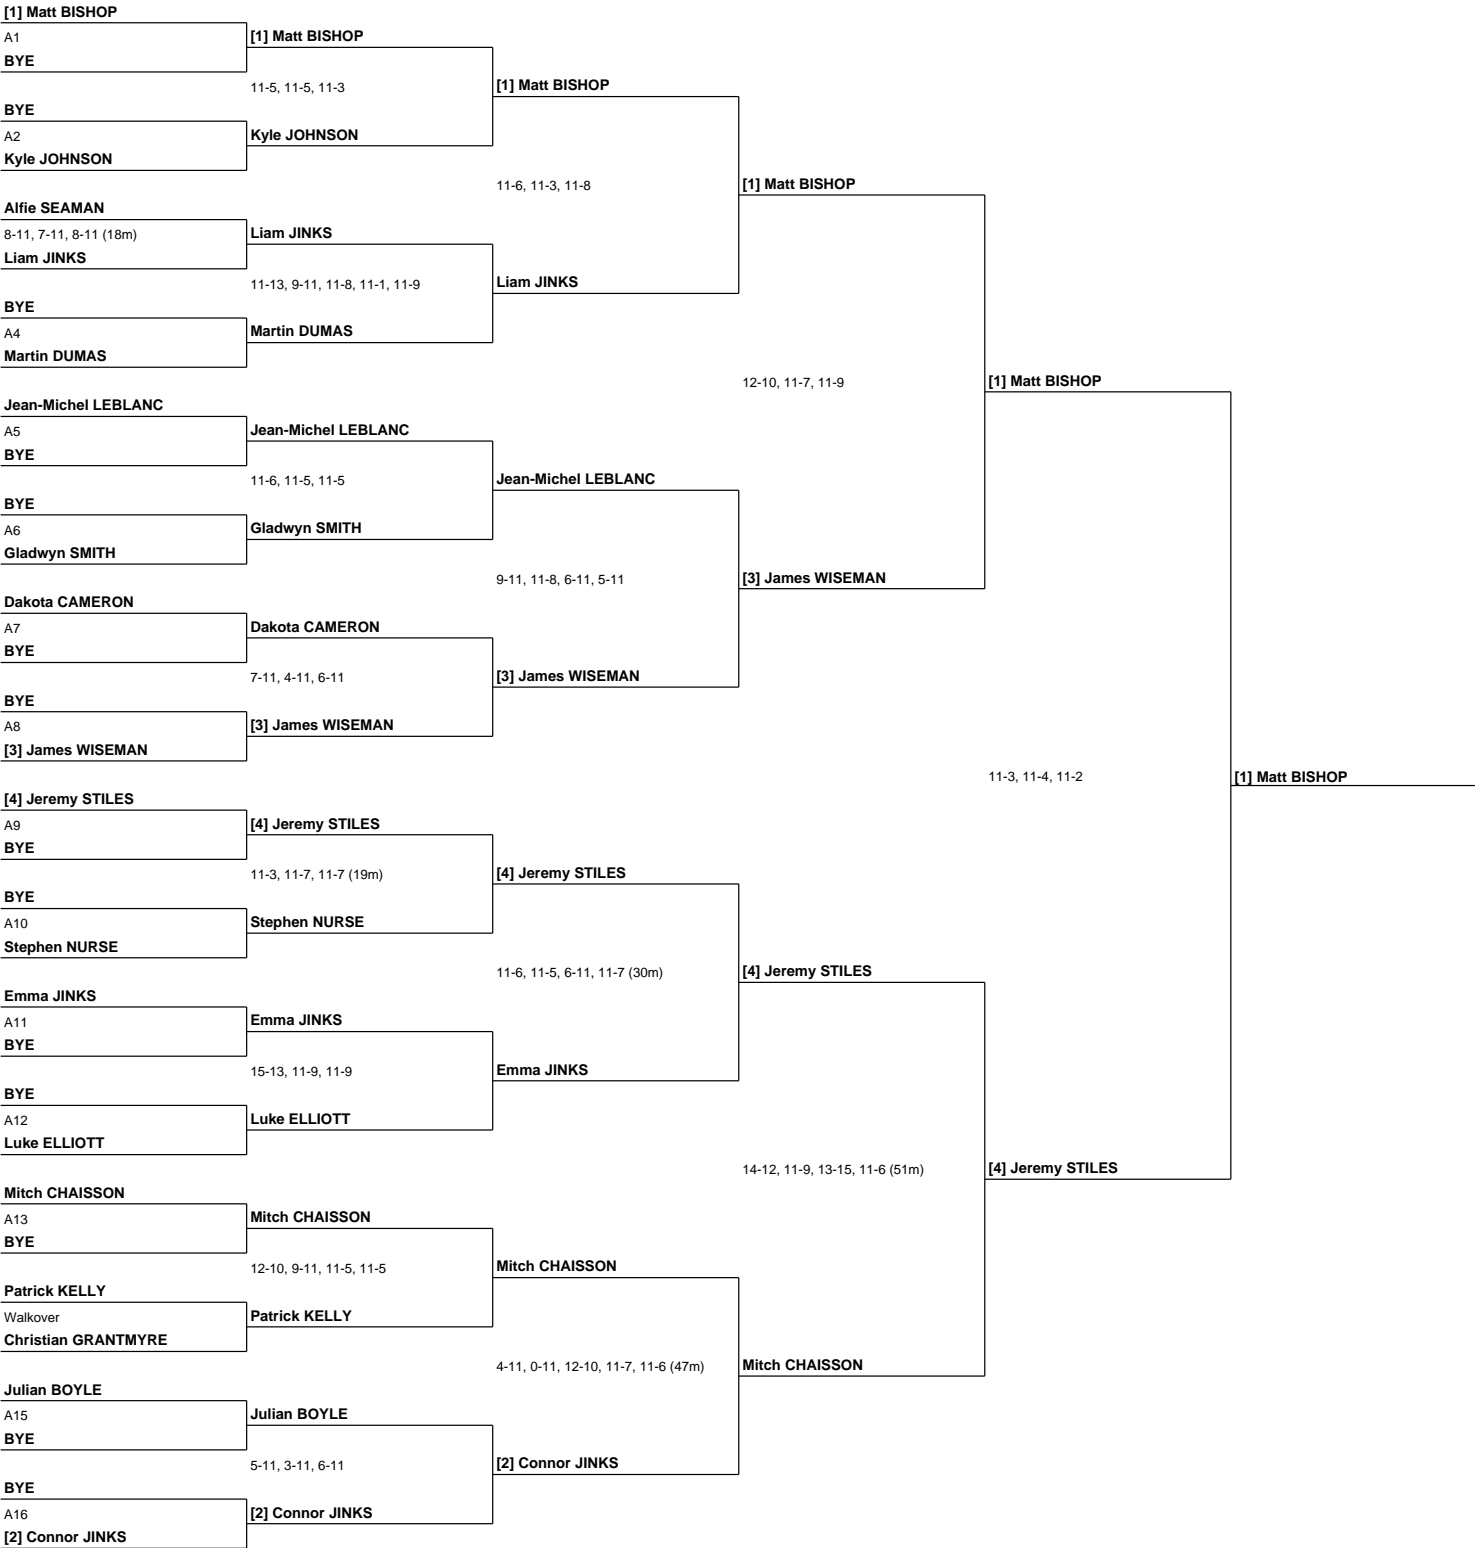 [1] Matt BISHOP
A1
[1] Matt BISHOP
BYE
11-5, 11-5, 11-3
[1] Matt BISHOP
BYE
A2
Kyle JOHNSON
Kyle JOHNSON
11-6, 11-3, 11-8
[1] Matt BISHOP
Alfie SEAMAN
8-11, 7-11, 8-11 (18m)
Liam JINKS
Liam JINKS
11-13, 9-11, 11-8, 11-1, 11-9
Liam JINKS
BYE
A4
Martin DUMAS
Martin DUMAS
12-10, 11-7, 11-9
[1] Matt BISHOP
Jean-Michel LEBLANC
A5
Jean-Michel LEBLANC
BYE
11-6, 11-5, 11-5
Jean-Michel LEBLANC
BYE
A6
Gladwyn SMITH
Gladwyn SMITH
9-11, 11-8, 6-11, 5-11
[3] James WISEMAN
Dakota CAMERON
A7
Dakota CAMERON
BYE
7-11, 4-11, 6-11
[3] James WISEMAN
BYE
A8
[3] James WISEMAN
[3] James WISEMAN
11-3, 11-4, 11-2
[1] Matt BISHOP
[4] Jeremy STILES
A9
[4] Jeremy STILES
BYE
11-3, 11-7, 11-7 (19m)
[4] Jeremy STILES
BYE
A10
Stephen NURSE
Stephen NURSE
11-6, 11-5, 6-11, 11-7 (30m)
[4] Jeremy STILES
Emma JINKS
A11
Emma JINKS
BYE
15-13, 11-9, 11-9
Emma JINKS
BYE
A12
Luke ELLIOTT
Luke ELLIOTT
14-12, 11-9, 13-15, 11-6 (51m)
[4] Jeremy STILES
Mitch CHAISSON
A13
Mitch CHAISSON
BYE
12-10, 9-11, 11-5, 11-5
Mitch CHAISSON
Patrick KELLY
Walkover
Patrick KELLY
Christian GRANTMYRE
4-11, 0-11, 12-10, 11-7, 11-6 (47m)
Mitch CHAISSON
Julian BOYLE
A15
Julian BOYLE
BYE
5-11, 3-11, 6-11
[2] Connor JINKS
BYE
A16
[2] Connor JINKS
[2] Connor JINKS